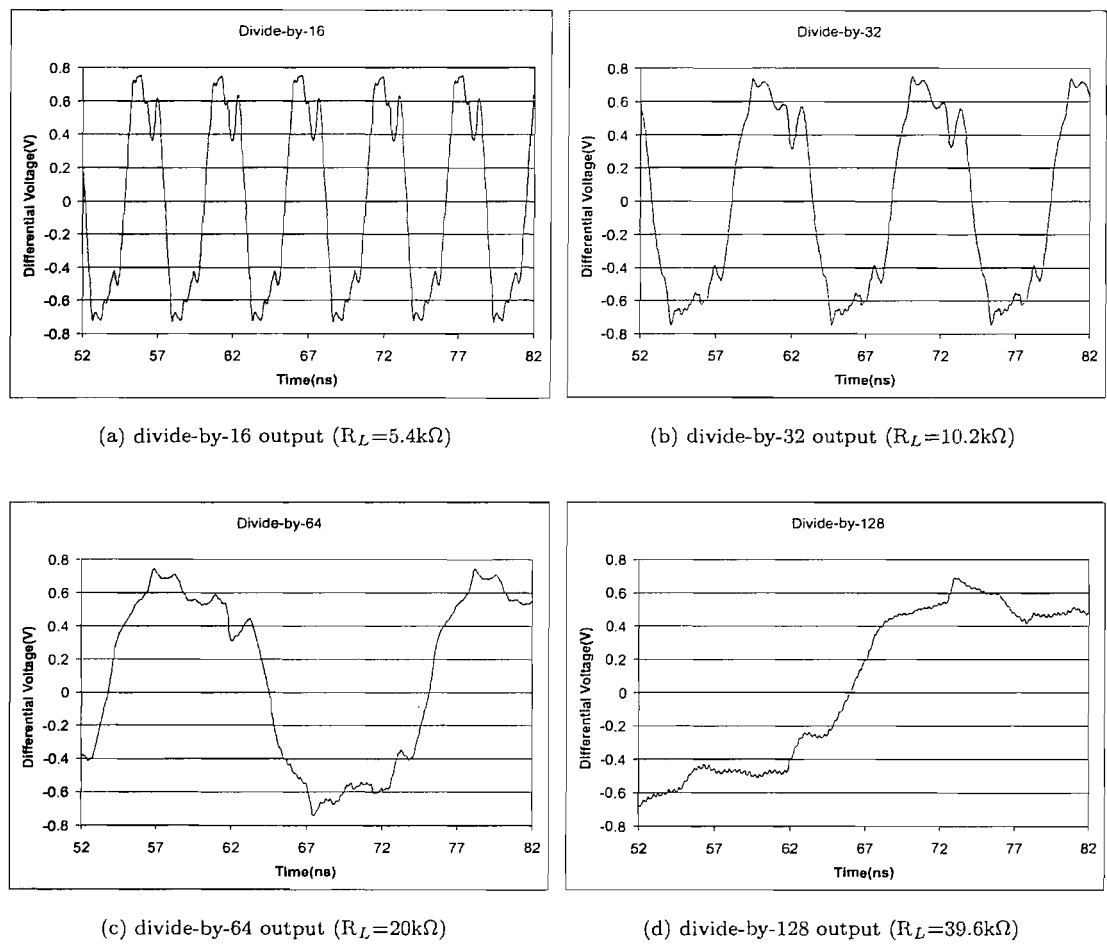 Divide-by-16
Differential Voltage(V)
0.8
0.6
0.4
0.2
0
-0.2
-0.4
-0.6
-0.8
52 57 62 67 72 77 82
Time(ns)
(a) divide-by-16 output (R_L=5.4kΩ)
Divide-by-32
Differential Voltage(V)
0.8
0.6
0.4
0.2
0
-0.2
-0.4
-0.6
-0.8
52 57 62 67 72 77 82
Time(ns)
(b) divide-by-32 output (R_L=10.2kΩ)
Divide-by-64
Differential Voltage(V)
0.8
0.6
0.4
0.2
0
-0.2
-0.4
-0.6
-0.8
52 57 62 67 72 77 82
Time(ns)
(c) divide-by-64 output (R_L=20kΩ)
Divide-by-128
Differential Voltage(V)
0.8
0.6
0.4
0.2
0
-0.2
-0.4
-0.6
-0.8
52 57 62 67 72 77 82
Time(ns)
(d) divide-by-128 output (R_L=39.6kΩ)